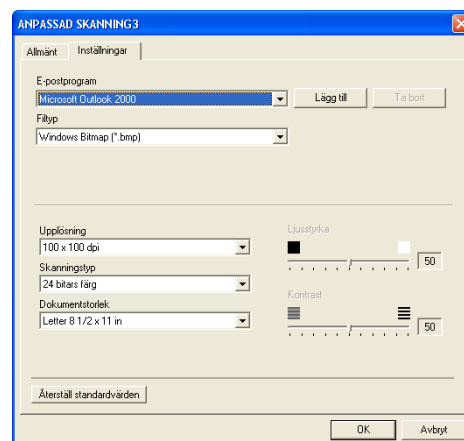 ANPASSAD SKANNING3
Allmänt Inställningar
E-postprogram
Microsoft Outlook 2000 Lägg till Ta bort
Filtyp
Windows Bitmap (*.bmp)
Upplösning Ljusstyrka
100 x 100 dpi 50
Skanningstyp
24 bitars färg
Dokumentstorlek Kontrast
Letter 8 1/2 x 11 in 50
Återställ standardvärden
OK Avbryt